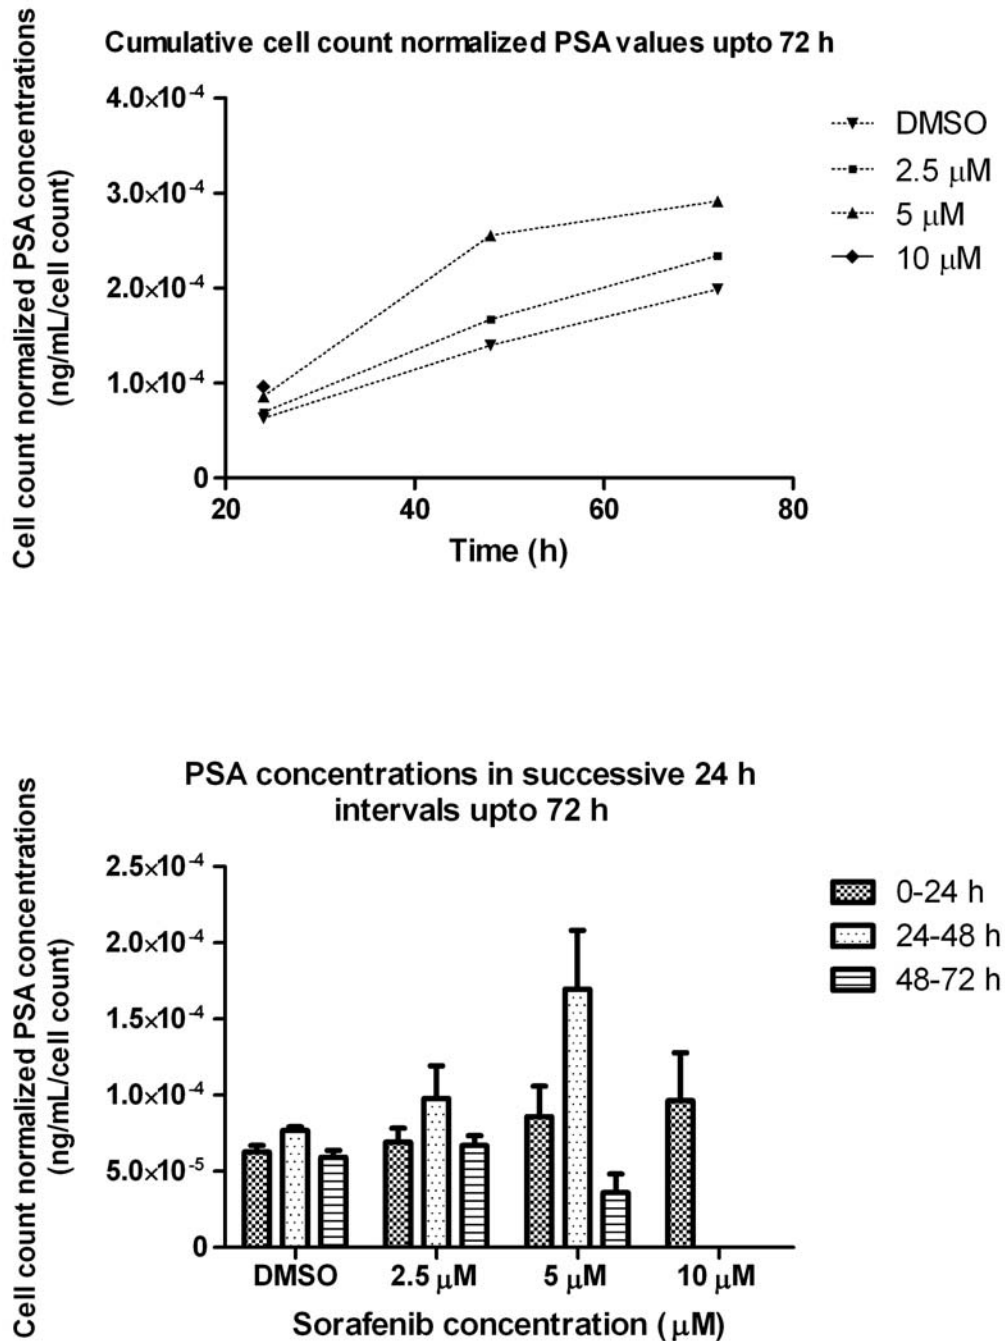 Cumulative cell count normalized PSA values upto 72 h
Cell count normalized PSA concentrations
(ng/mL/cell count)
4.0×10⁻⁴
3.0×10⁻⁴
2.0×10⁻⁴
1.0×10⁻⁴
0
20
40
60
80
Time (h)
DMSO
2.5 μM
5 μM
10 μM
PSA concentrations in successive 24 h
intervals upto 72 h
Cell count normalized PSA concentrations
(ng/mL/cell count)
2.5×10⁻⁴
2.0×10⁻⁴
1.5×10⁻⁴
1.0×10⁻⁴
5.0×10⁻⁵
0
DMSO
2.5 μM
5 μM
10 μM
Sorafenib concentration (μM)
0-24 h
24-48 h
48-72 h